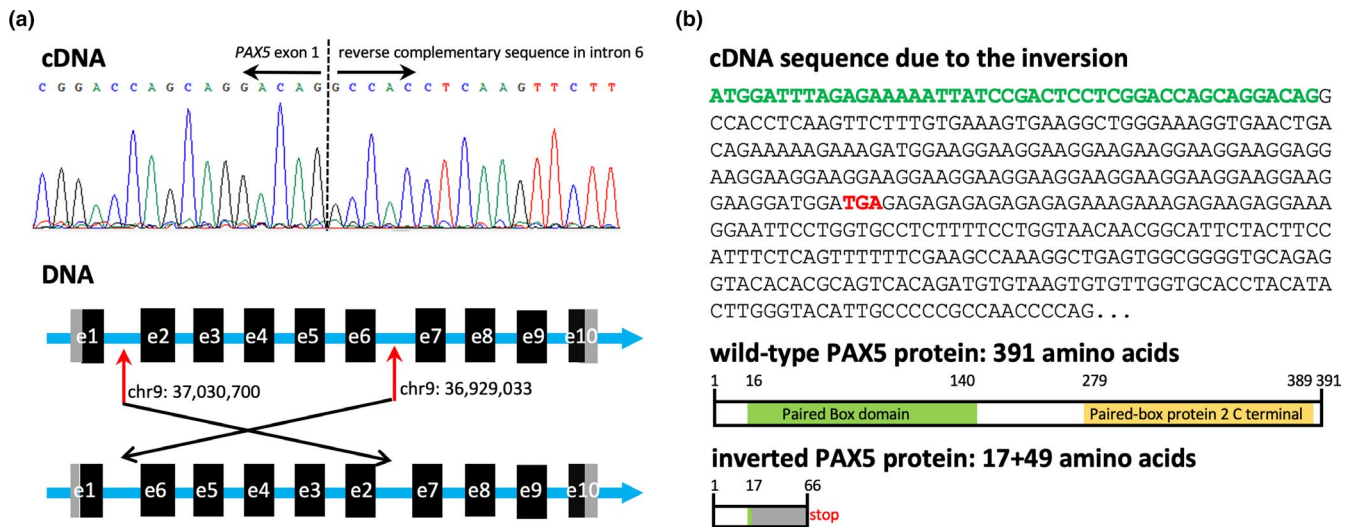 (a)
cDNA
PAX5 exon 1
reverse complementary sequence in intron 6
C G G A C C A G C A G G A C A G G C C A C C T C A A G T T C T T
DNA
e1 e2 e3 e4 e5 e6 e7 e8 e9 e10
chr9: 37,030,700
chr9: 36,929,033
e1 e6 e5 e4 e3 e2 e7 e8 e9 e10
(b)
cDNA sequence due to the inversion
ATGGATTTAGAGAAAAATTATCCGACTCCTCGGACCAGCAGGACAGG
CCACCTCAAGTTCTTTGTGAAAGTGAAGGCTGGGAAAGGTGAACTGA
CAGAAAAAGAAAGATGGAAGGAAGGAAGGAAGAAGGAAGGAAGGAGG
AAGGAAGGAAGGAAGGAAGGAAGGAAGGAAGGAAGGAAGGAAGGAAG
GAAGGATGGATGAGAGAGAGAGAGAGAGAAAGAAAGAGAAGAGGAAA
GGAATTCCTGGTGCCTCTTTTCCTGGTAACAACGGCATTCTACTTCC
ATTTCTCAGTTTTTTCGAAGCCAAAGGCTGAGTGGCGGGGTGCAGAG
GTACACACGCAGTCACAGATGTGTAAGTGTGTTGGTGCACCTACATA
CTTGGGTACATTGCCCCCGCCAACCCCAG...
wild-type PAX5 protein: 391 amino acids
1 16 140 279 389 391
Paired Box domain
Paired-box protein 2 C terminal
inverted PAX5 protein: 17+49 amino acids
1 17 66
stop